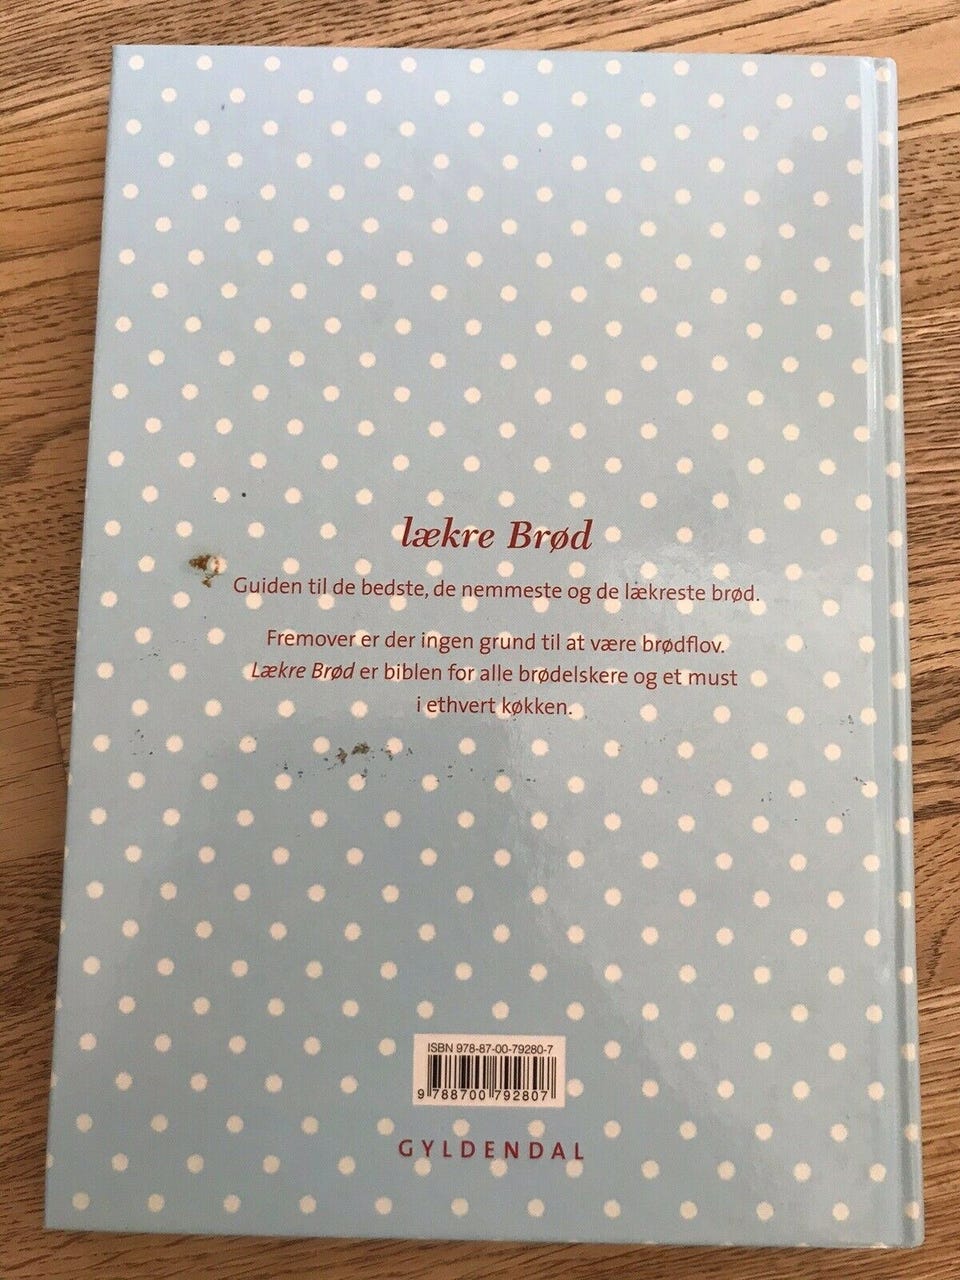 lækre Brød
Guiden til de bedste, de nemmeste og de lækreste brød.
Fremover er der ingen grund til at være brødflov.
Lækre Brød er biblen for alle brødelskere og et must
i ethvert køkken.
ISBN 978-87-00-79280-7
9 788700 792807
GYLDENDAL